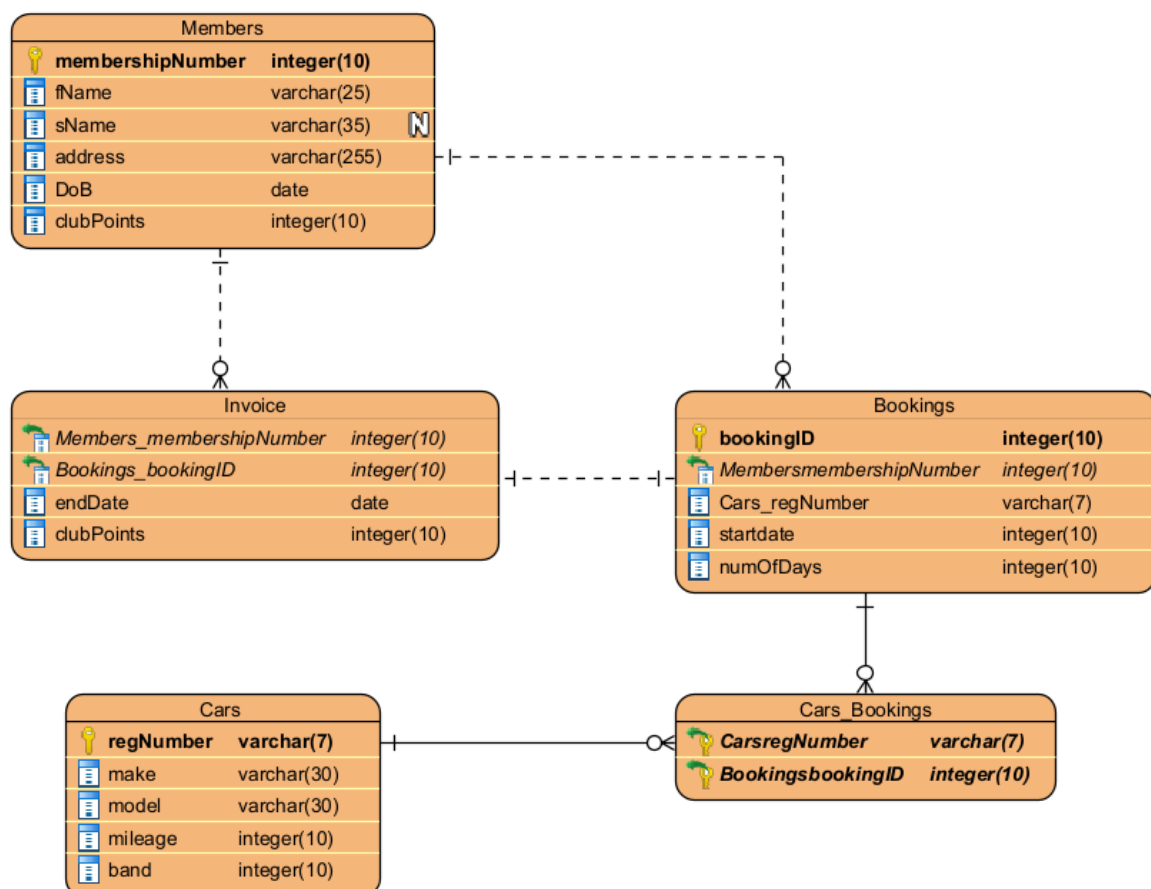 Members
membershipNumber integer(10)
fName varchar(25)
sName varchar(35) N
address varchar(255)
DoB date
clubPoints integer(10)
Invoice
Members_membershipNumber integer(10)
Bookings_bookingID integer(10)
endDate date
clubPoints integer(10)
Bookings
bookingID integer(10)
MembersmembershipNumber integer(10)
Cars_regNumber varchar(7)
startdate integer(10)
numOfDays integer(10)
Cars
regNumber varchar(7)
make varchar(30)
model varchar(30)
mileage integer(10)
band integer(10)
Cars_Bookings
CarsregNumber varchar(7)
BookingsbookingID integer(10)